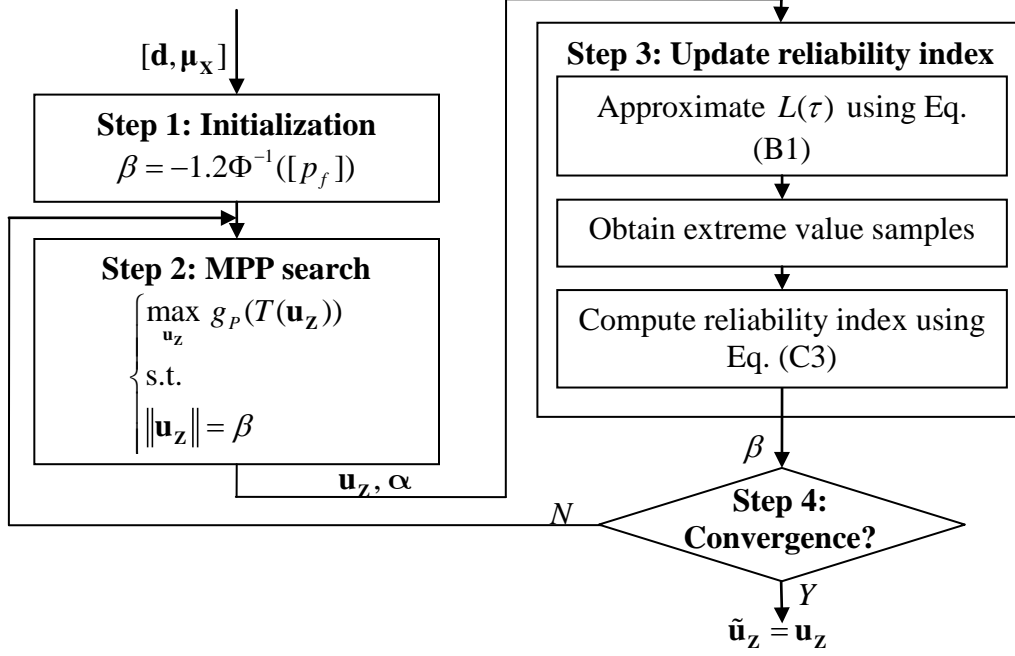 [d, μ_X]
Step 1: Initialization
β = −1.2Φ⁻¹([p_f])
Step 2: MPP search
max g_P(T(u_Z))
u_Z
s.t.
‖u_Z‖ = β
u_Z, α
Step 3: Update reliability index
Approximate L(τ) using Eq.
(B1)
Obtain extreme value samples
Compute reliability index using
Eq. (C3)
β
Step 4:
Convergence?
N
Y
ũ_Z = u_Z